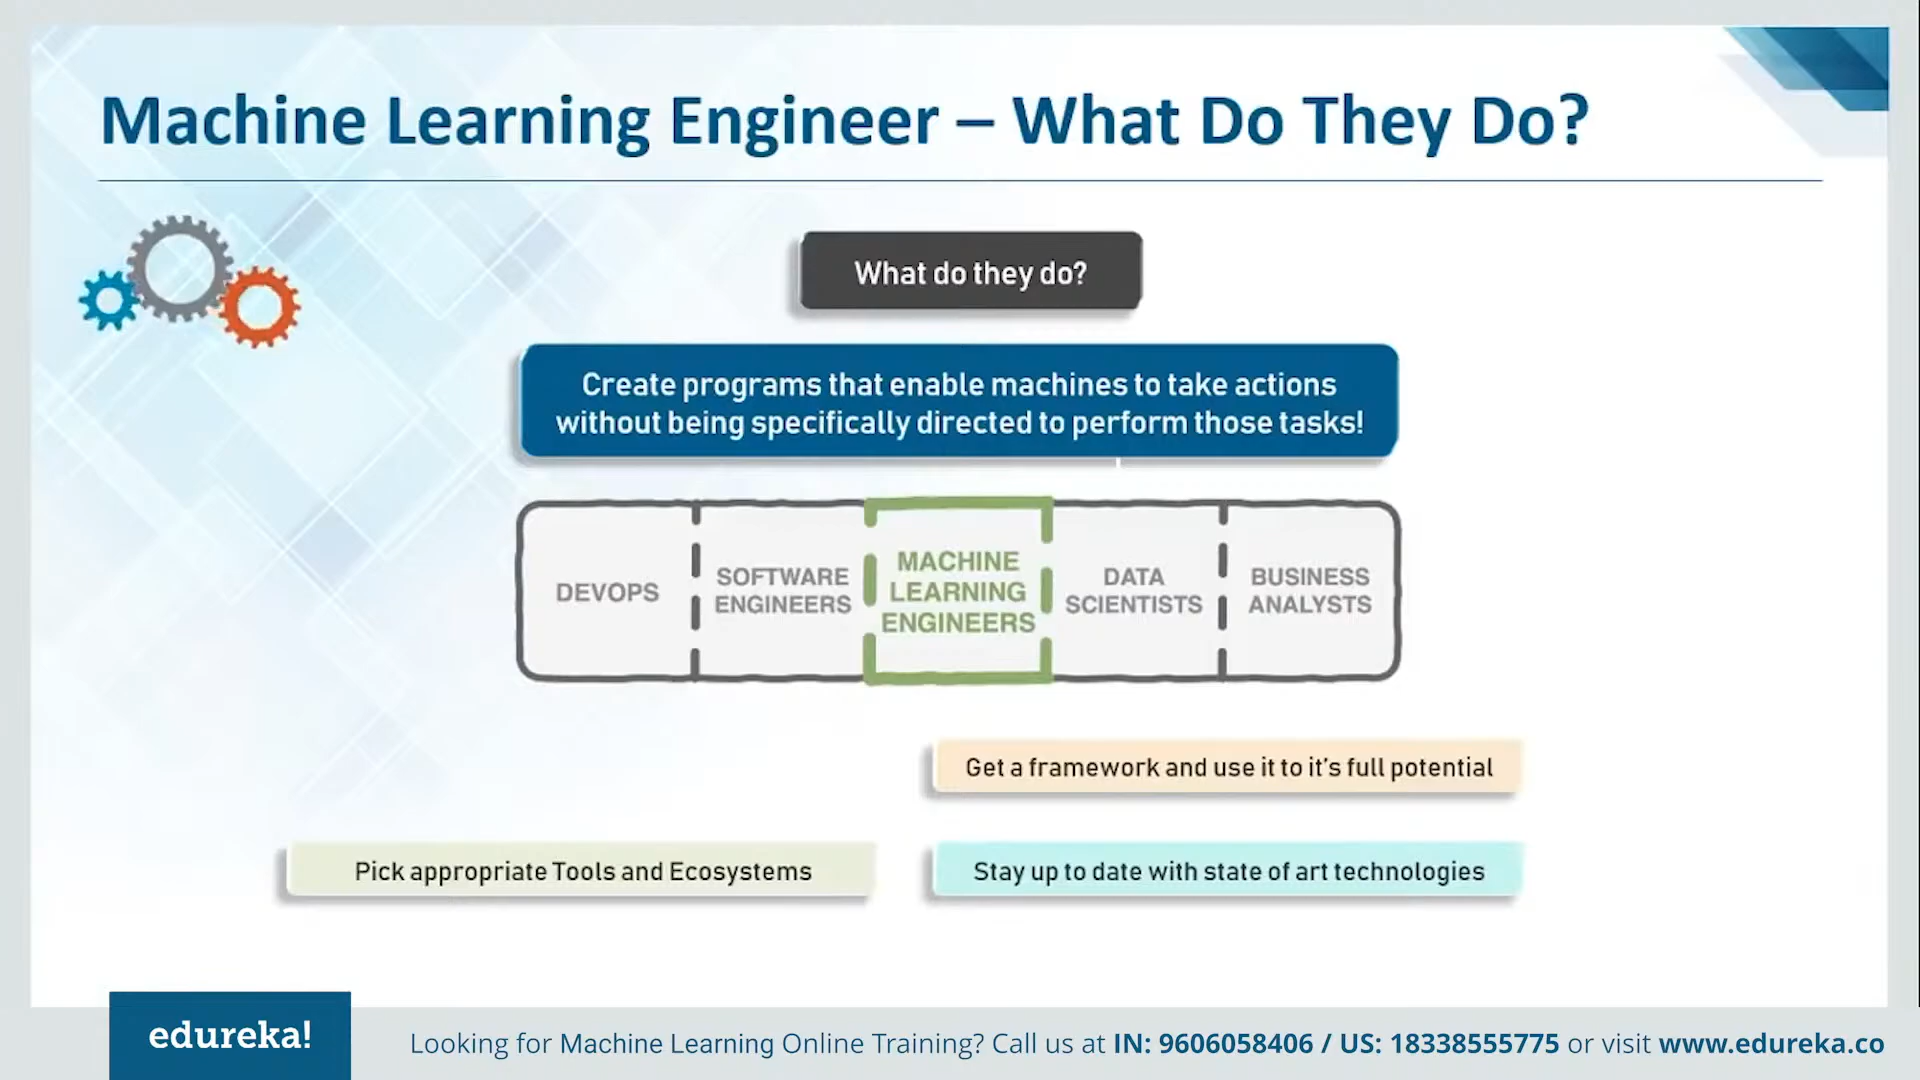 Machine Learning Engineer – What Do They Do?
What do they do?
Create programs that enable machines to take actions
without being specifically directed to perform those tasks!
DEVOPS
SOFTWARE
ENGINEERS
MACHINE
LEARNING
ENGINEERS
DATA
SCIENTISTS
BUSINESS
ANALYSTS
Get a framework and use it to it's full potential
Pick appropriate Tools and Ecosystems
Stay up to date with state of art technologies
edureka!
Looking for Machine Learning Online Training? Call us at IN: 9606058406 / US: 18338555775 or visit www.edureka.co